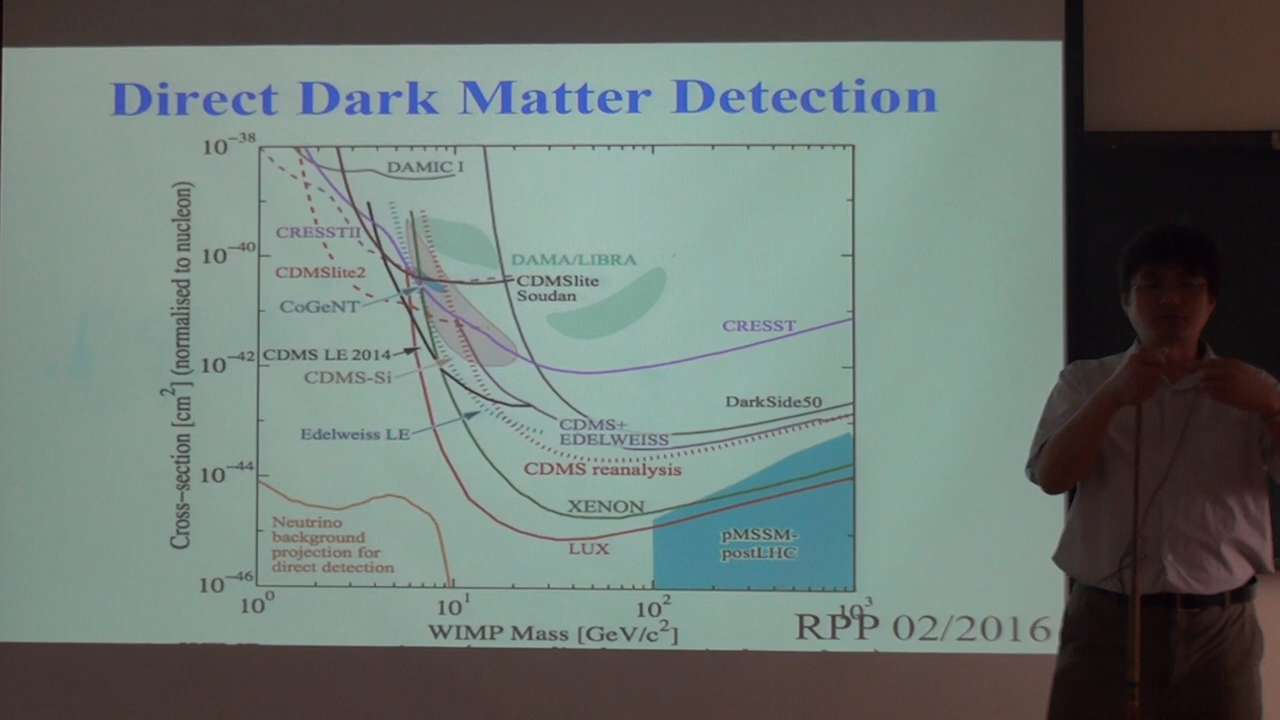 Direct Dark Matter Detection
10⁻³⁸
10⁻⁴⁰
10⁻⁴²
10⁻⁴⁴
10⁻⁴⁶
Cross-section [cm²] (normalised to nucleon)
DAMIC I
CRESSTII
DAMA/LIBRA
CDMSlite2
CDMSlite
Soudan
CoGeNT
CRESST
CDMS LE 2014
CDMS-Si
DarkSide50
Edelweiss LE
CDMS+
EDELWEISS
CDMS reanalysis
XENON
Neutrino
background
projection for
direct detection
pMSSM-
postLHC
LUX
10⁰
10¹
10²
10³
WIMP Mass [GeV/c²]
RPP 02/2016